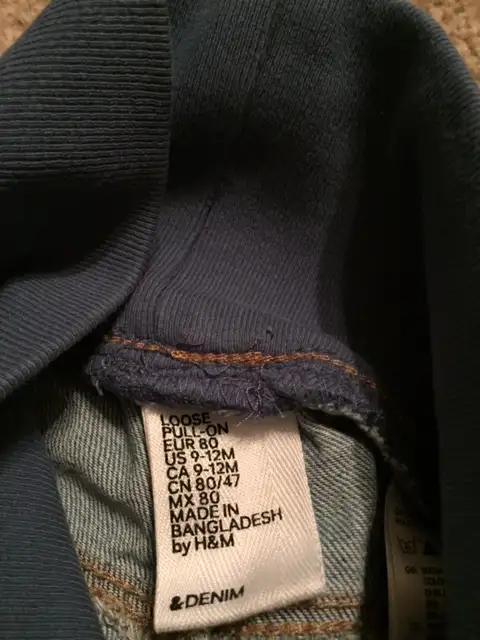 LOOSE
PULL-ON
EUR 80
US 9-12M
CA 9-12M
CN 80/47
MX 80
MADE IN
BANGLADESH
by H&M
&DENIM